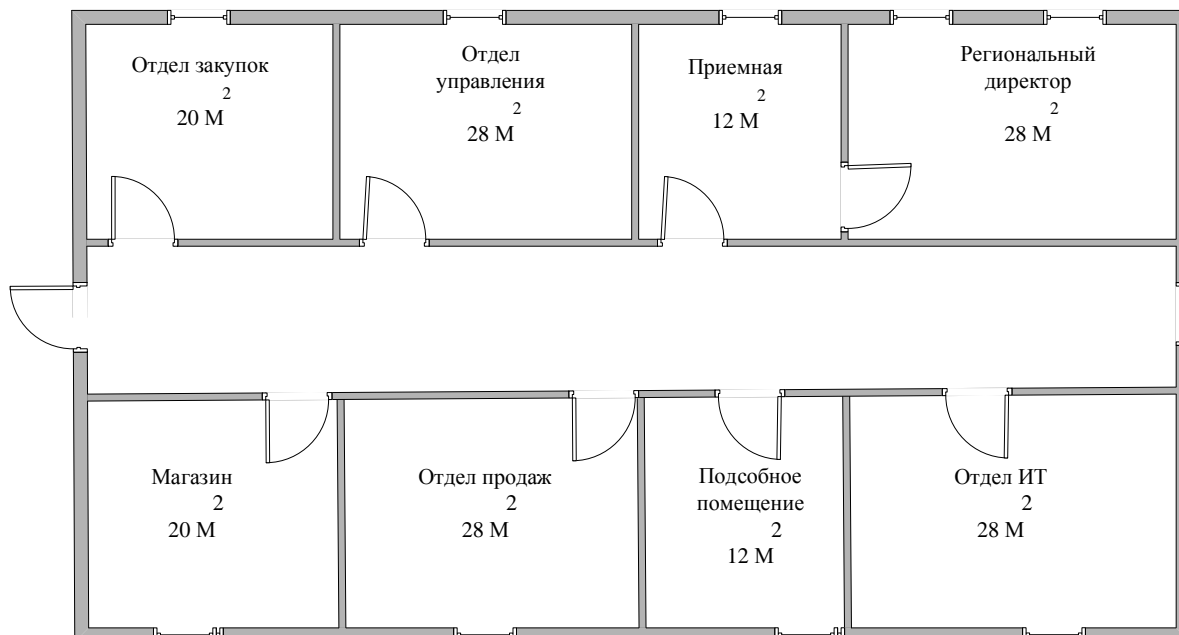 Отдел закупок
2
20 М
Отдел
управления
2
28 М
Приемная
2
12 М
Региональный
директор
2
28 М
Магазин
2
20 М
Отдел продаж
2
28 М
Подсобное
помещение
2
12 М
Отдел ИТ
2
28 М